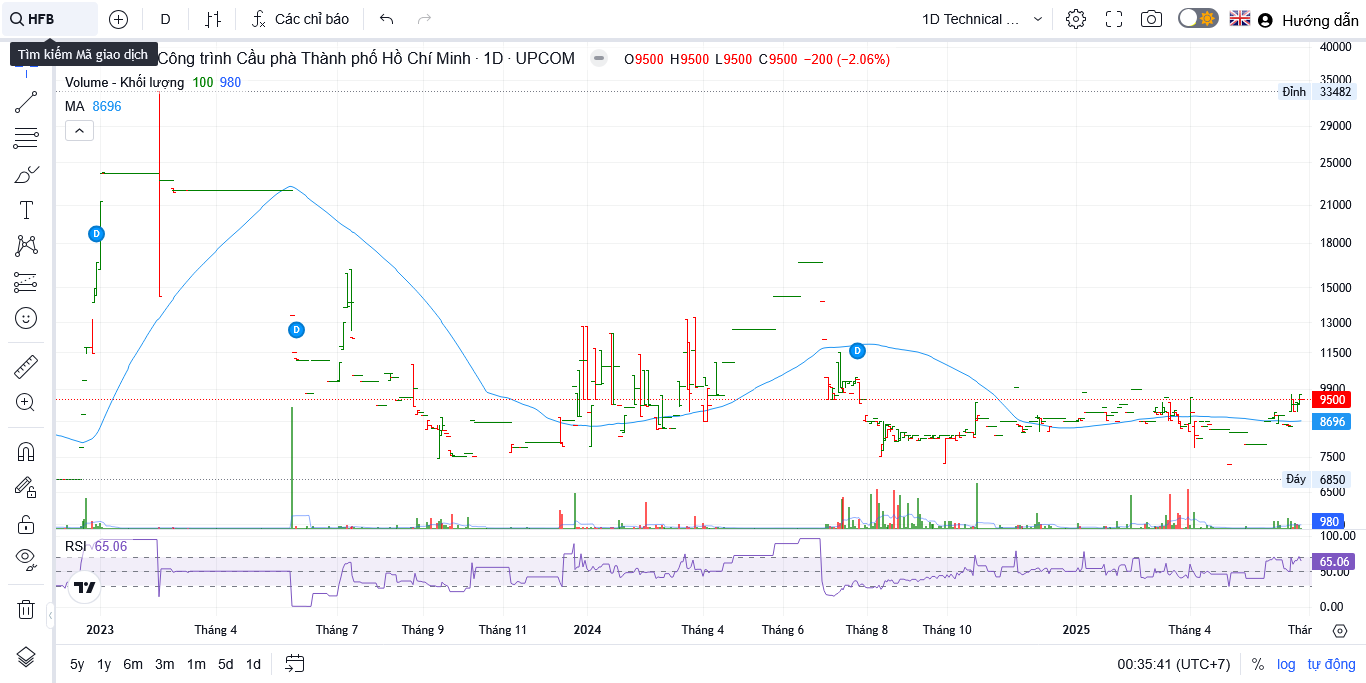 HFB D Các chỉ báo 1D Technical ... Hướng dẫn
Tìm kiếm Mã giao dịch
Công trình Cầu phà Thành phố Hồ Chí Minh · 1D · UPCOM O9500 H9500 L9500 C9500 −200 (−2.06%)
Volume - Khối lượng 100 980
MA 8696
40000
35000
Đỉnh 33482
29000
25000
21000
18000
15000
13000
11500
9900
9500
8696
7500
Đáy 6850
6500
980
D
D
D
RSI 65.06
100.00
65.06
50.00
0.00
2023 Tháng 4 Tháng 7 Tháng 9 Tháng 11 2024 Tháng 4 Tháng 6 Tháng 8 Tháng 10 2025 Tháng 4 Thár
5y 1y 6m 3m 1m 5d 1d 00:35:41 (UTC+7) % log tự động